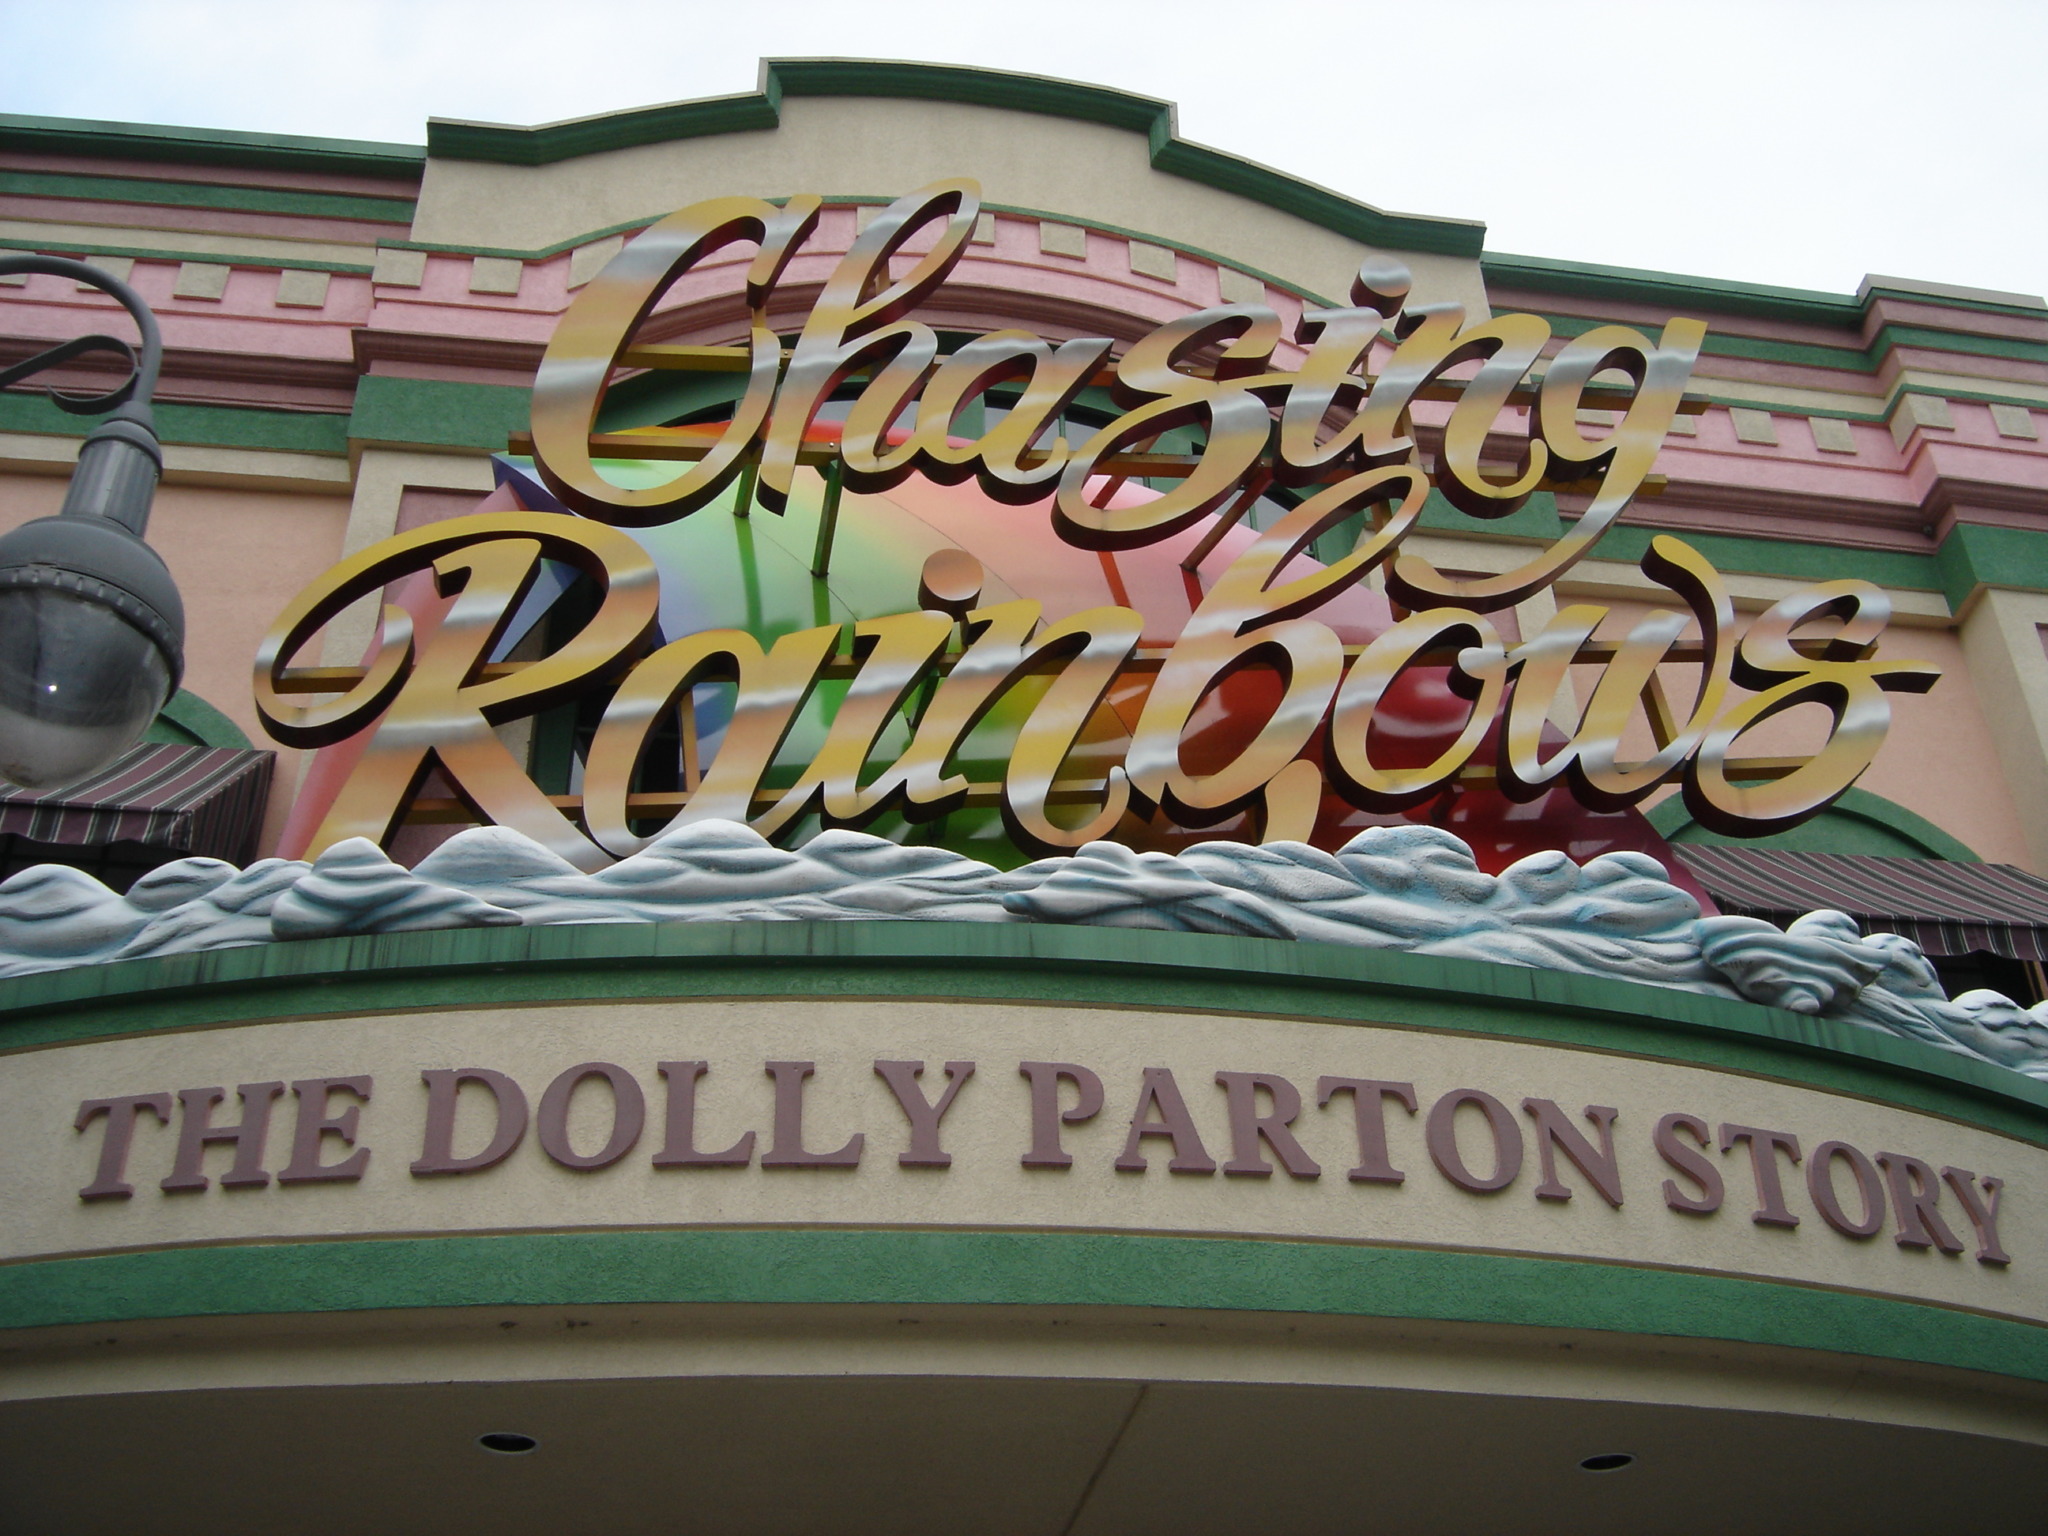 Chasing
Rainbows
THE DOLLY PARTON STORY